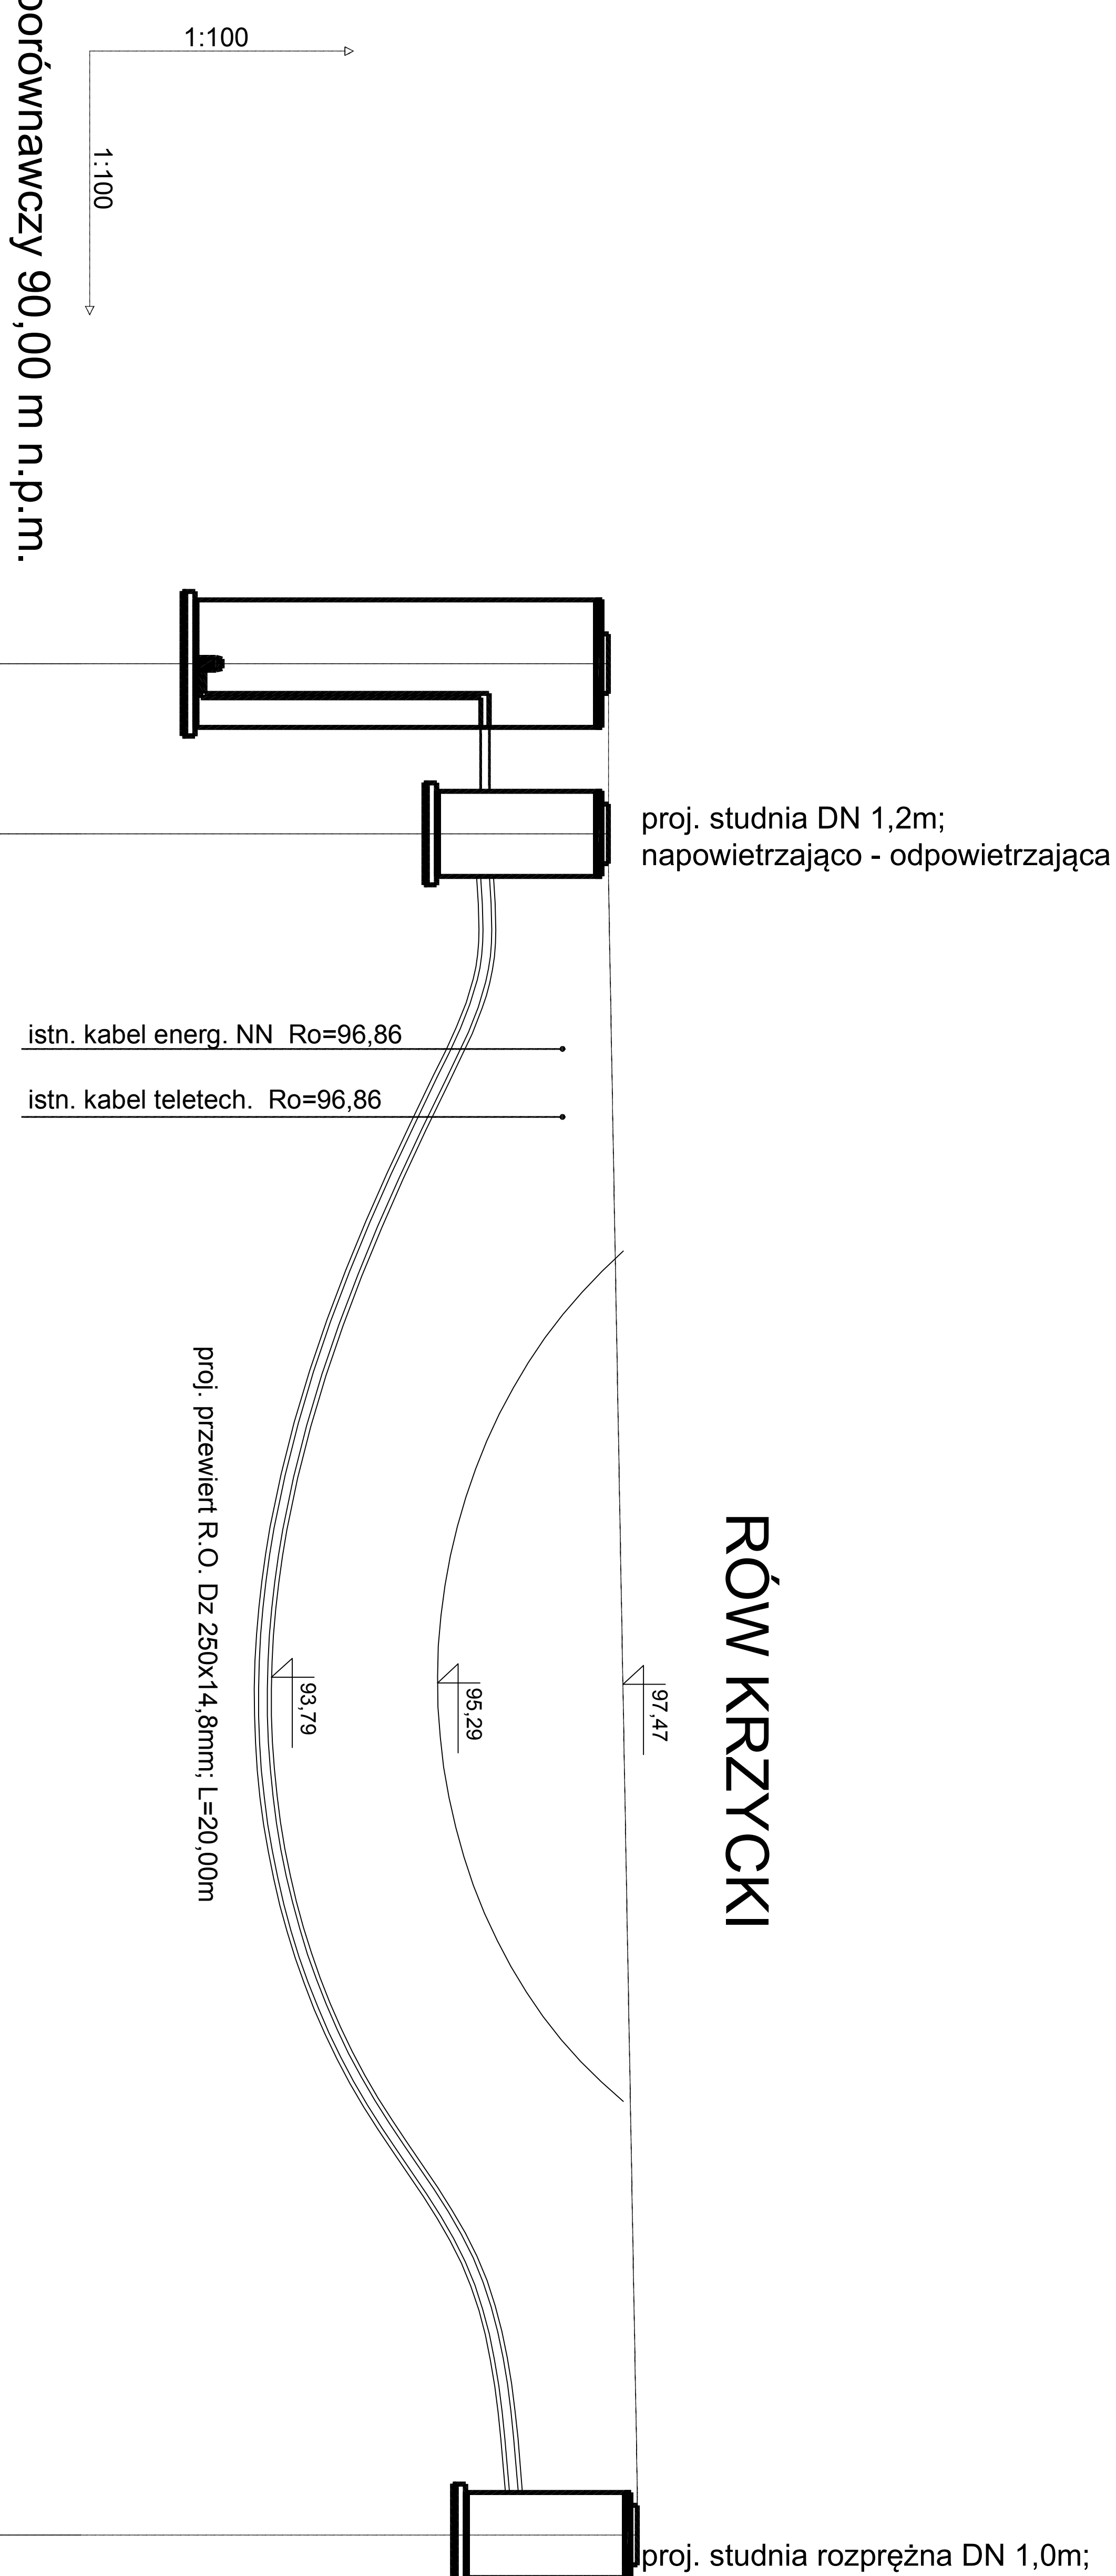 1:100
1:100
porównawczy 90,00 m n.p.m.
proj. studnia DN 1,2m;
napowietrzająco - odpowietrzająca
istn. kabel energ. NN Ro=96,86
istn. kabel teletech. Ro=96,86
proj. przewiert R.O. Dz 250x14,8mm; L=20,00m
93,79
95,29
97,47
RÓW KRZYCKI
proj. studnia rozprężna DN 1,0m;